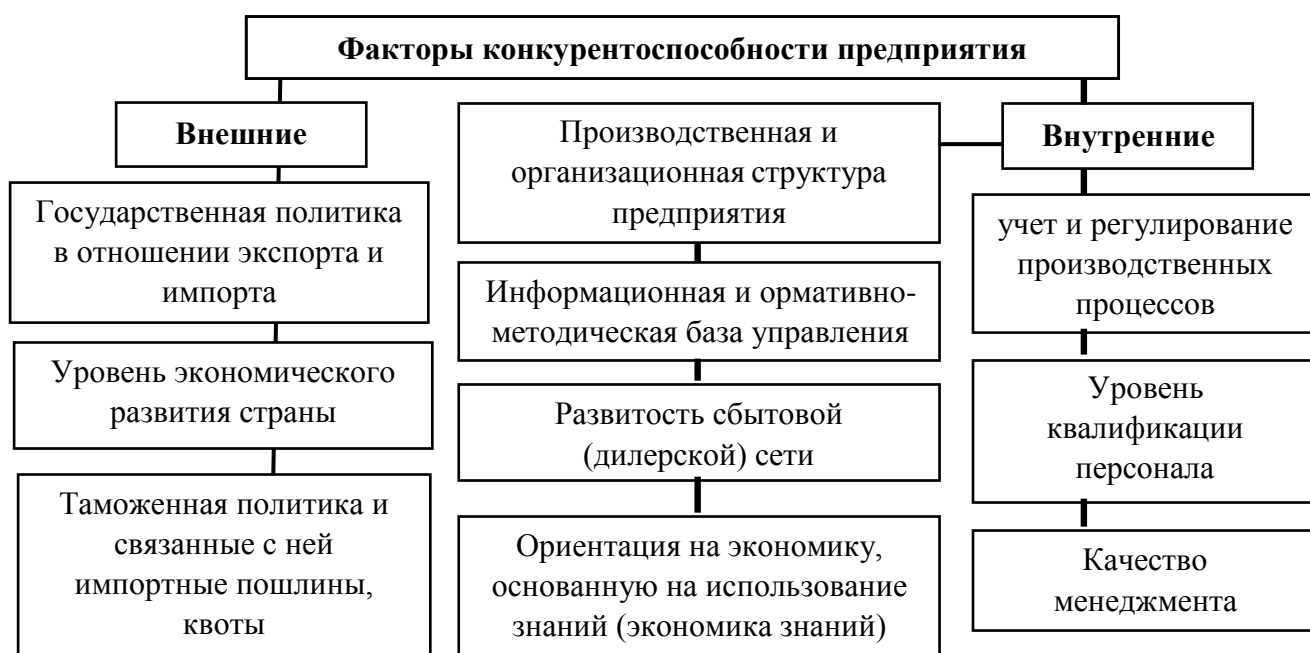 Факторы конкурентоспособности предприятия
Внешние
Государственная политика
в отношении экспорта и
импорта
Уровень экономического
развития страны
Таможенная политика и
связанные с ней
импортные пошлины,
квоты
Производственная и
организационная структура
предприятия
Информационная и ормативно-
методическая база управления
Развитость сбытовой
(дилерской) сети
Ориентация на экономику,
основанную на использование
знаний (экономика знаний)
Внутренние
учет и регулирование
производственных
процессов
Уровень
квалификации
персонала
Качество
менеджмента